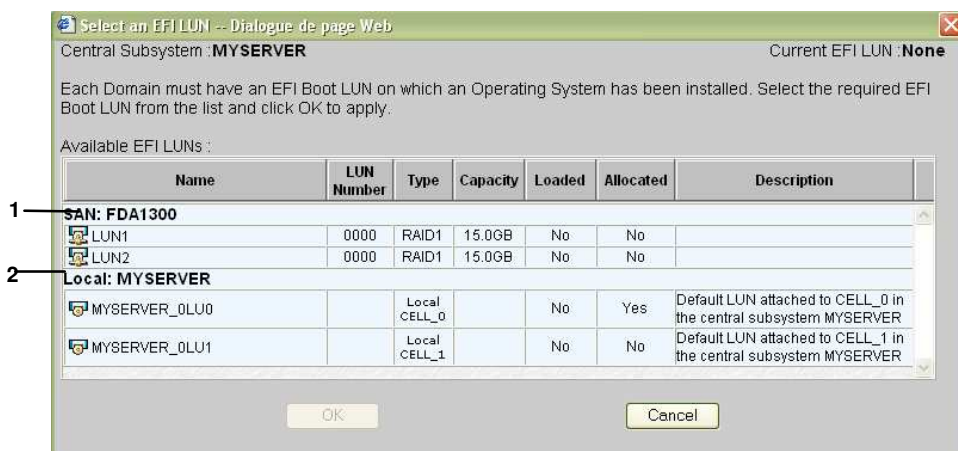 Select an EFI LUN -- Dialogue de page Web
Central Subsystem :MYSERVER Current EFI LUN :None
Each Domain must have an EFI Boot LUN on which an Operating System has been installed. Select the required EFI
Boot LUN from the list and click OK to apply.
Available EFI LUNs :
Name LUN Number Type Capacity Loaded Allocated Description
1 SAN: FDA1300
LUN1 0000 RAID1 15.0GB No No
LUN2 0000 RAID1 15.0GB No No
2 Local: MYSERVER
MYSERVER_0LU0 Local CELL_0 No Yes Default LUN attached to CELL_0 in the central subsystem MYSERVER
MYSERVER_0LU1 Local CELL_1 No No Default LUN attached to CELL_1 in the central subsystem MYSERVER
OK Cancel